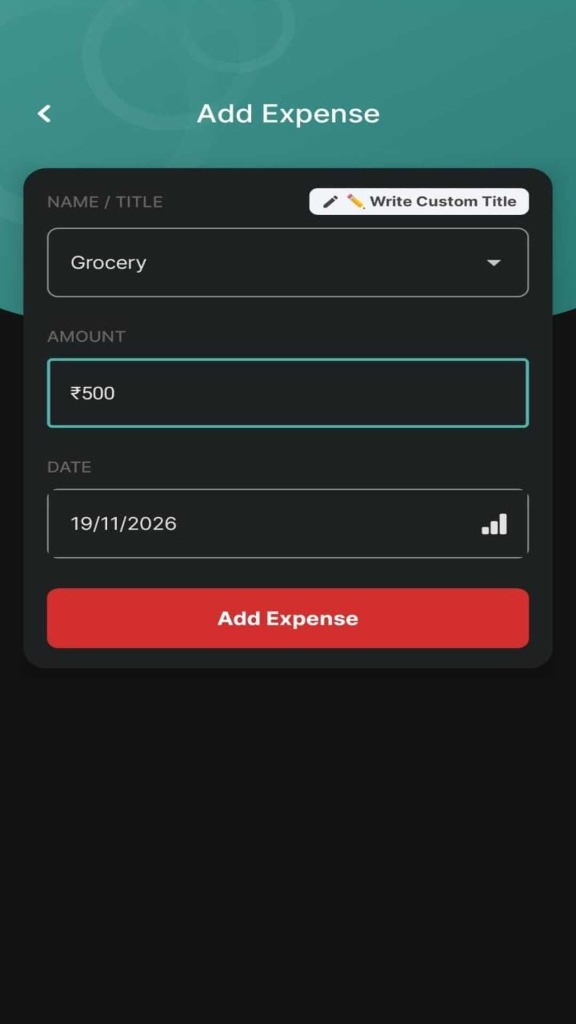 Add Expense
NAME / TITLE
✏️ Write Custom Title
Grocery
AMOUNT
₹500
DATE
19/11/2026
Add Expense